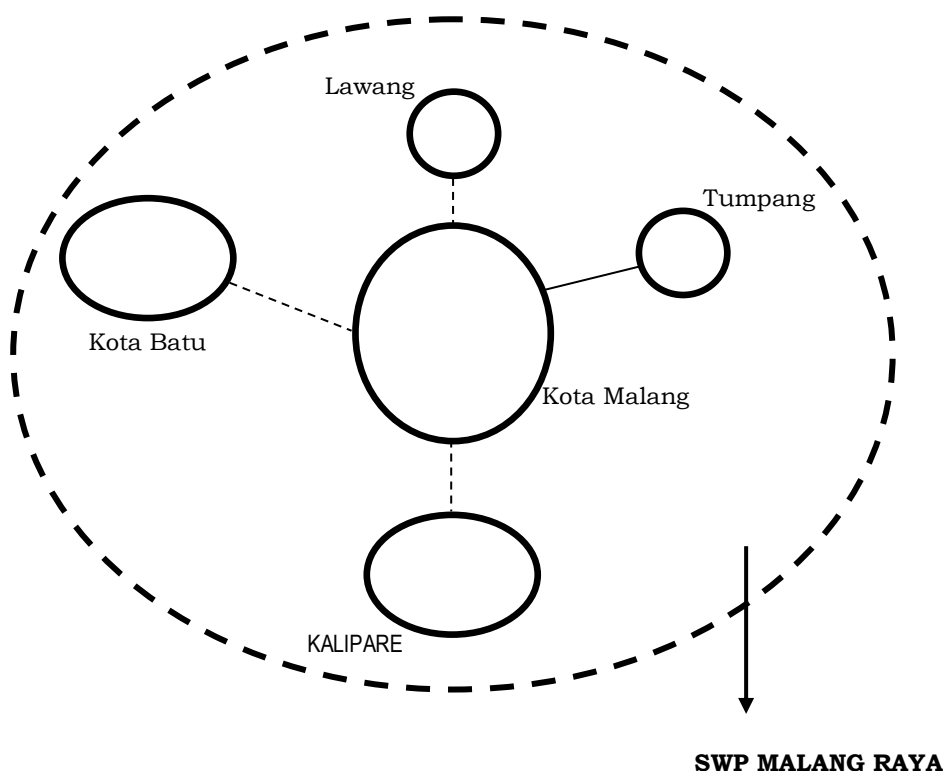 Lawang
Tumpang
Kota Batu
Kota Malang
KALIPARE
SWP MALANG RAYA